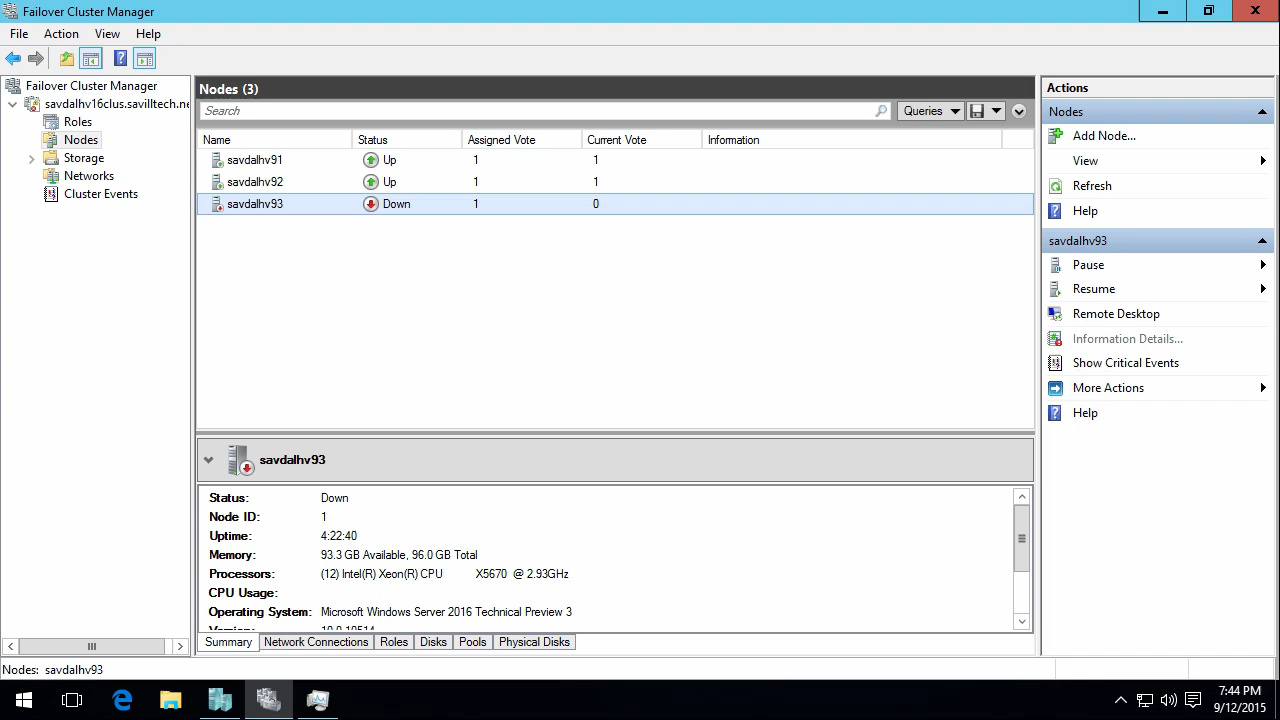 Failover Cluster Manager
File Action View Help
Failover Cluster Manager
savdalhv16clus.savilltech.ne
Roles
Nodes
Storage
Networks
Cluster Events
Nodes (3)
Search
Queries
Name Status Assigned Vote Current Vote Information
savdalhv91 Up 1 1
savdalhv92 Up 1 1
savdalhv93 Down 1 0
savdalhv93
Status: Down
Node ID: 1
Uptime: 4:22:40
Memory: 93.3 GB Available, 96.0 GB Total
Processors: (12) Intel(R) Xeon(R) CPU X5670 @ 2.93GHz
CPU Usage:
Operating System: Microsoft Windows Server 2016 Technical Preview 3
Summary Network Connections Roles Disks Pools Physical Disks
Actions
Nodes
Add Node...
View
Refresh
Help
savdalhv93
Pause
Resume
Remote Desktop
Information Details...
Show Critical Events
More Actions
Help
Nodes: savdalhv93
7:44 PM
9/12/2015